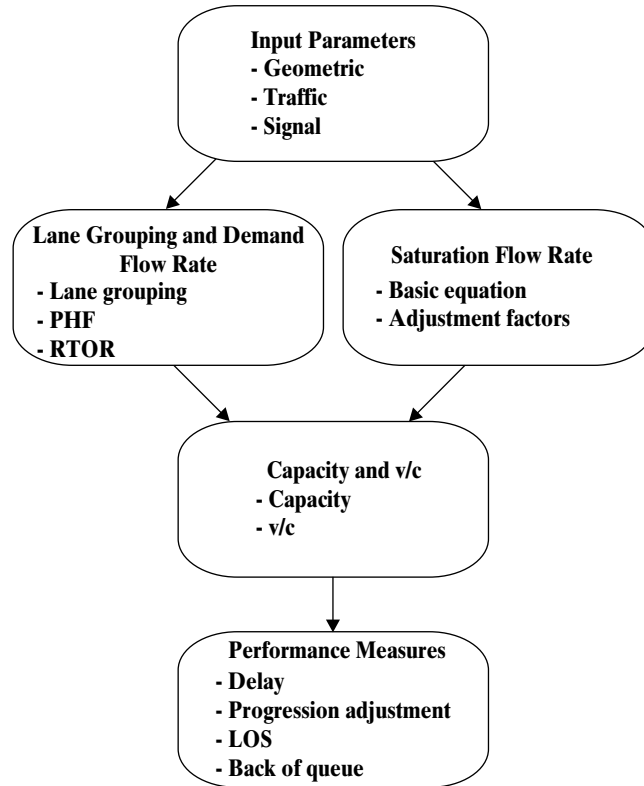 Input Parameters
- Geometric
- Traffic
- Signal
Lane Grouping and Demand
Flow Rate
- Lane grouping
- PHF
- RTOR
Saturation Flow Rate
- Basic equation
- Adjustment factors
Capacity and v/c
- Capacity
- v/c
Performance Measures
- Delay
- Progression adjustment
- LOS
- Back of queue